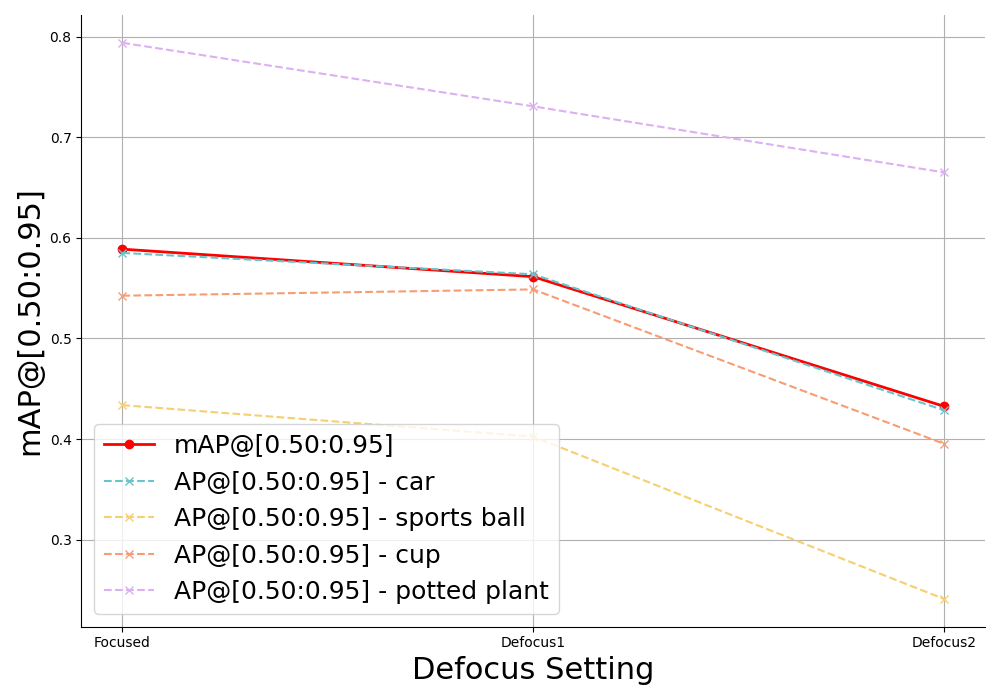 0.8
0.7
0.6
0.5
0.4
0.3
mAP@[0.50:0.95]
mAP@[0.50:0.95]
AP@[0.50:0.95] - car
AP@[0.50:0.95] - sports ball
AP@[0.50:0.95] - cup
AP@[0.50:0.95] - potted plant
Focused
Defocus1
Defocus2
Defocus Setting